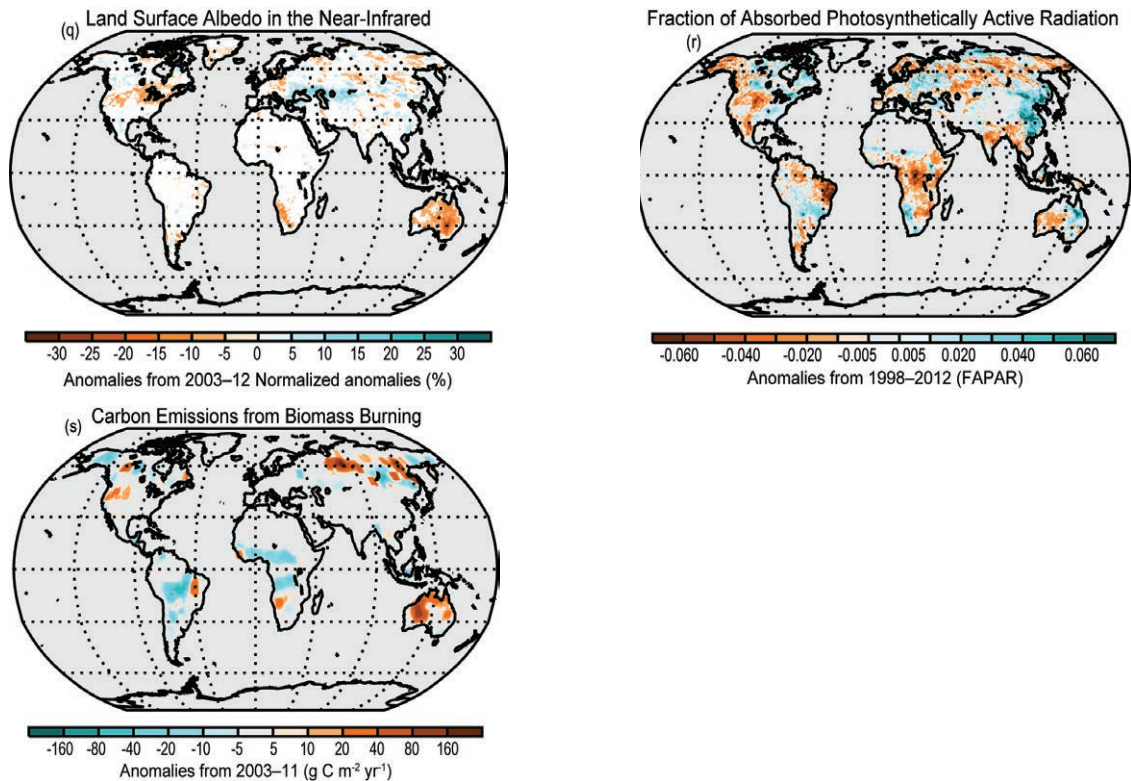 (q) Land Surface Albedo in the Near-Infrared
-30 -25 -20 -15 -10 -5 0 5 10 15 20 25 30
Anomalies from 2003–12 Normalized anomalies (%)
Fraction of Absorbed Photosynthetically Active Radiation
(r)
-0.060 -0.040 -0.020 -0.005 0.005 0.020 0.040 0.060
Anomalies from 1998–2012 (FAPAR)
(s) Carbon Emissions from Biomass Burning
-160 -80 -40 -20 -10 -5 5 10 20 40 80 160
Anomalies from 2003–11 (g C m⁻² yr⁻¹)